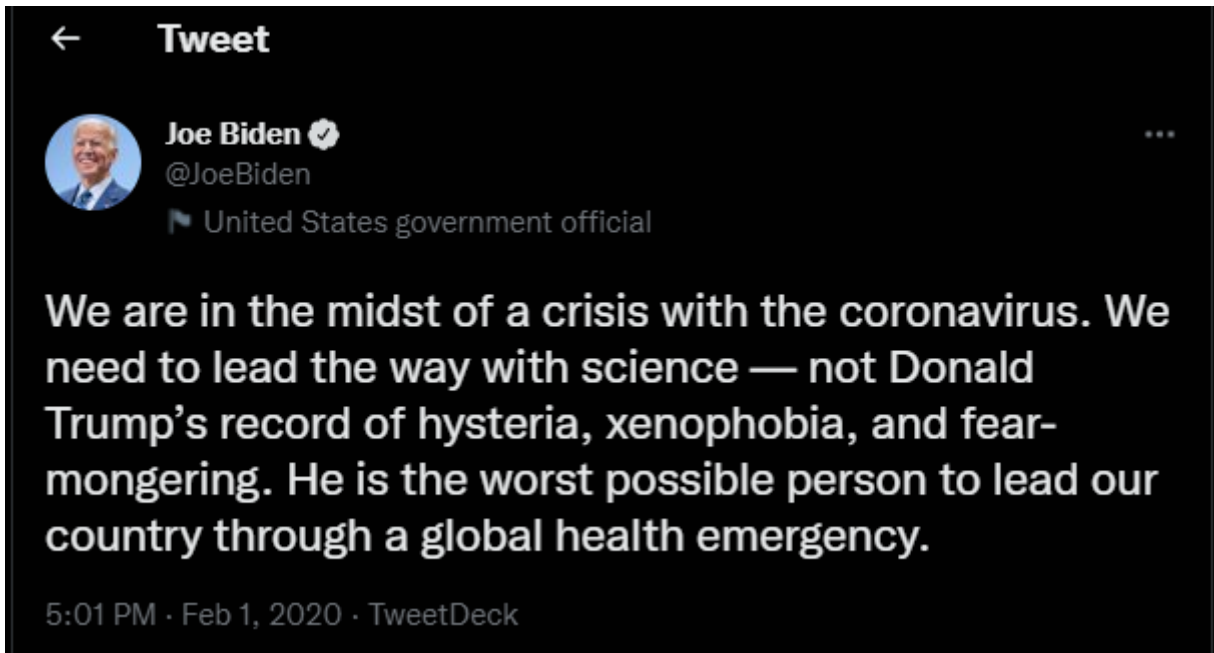 Tweet
Joe Biden
@JoeBiden
United States government official
We are in the midst of a crisis with the coronavirus. We
need to lead the way with science — not Donald
Trump’s record of hysteria, xenophobia, and fear-
mongering. He is the worst possible person to lead our
country through a global health emergency.
5:01 PM · Feb 1, 2020 · TweetDeck